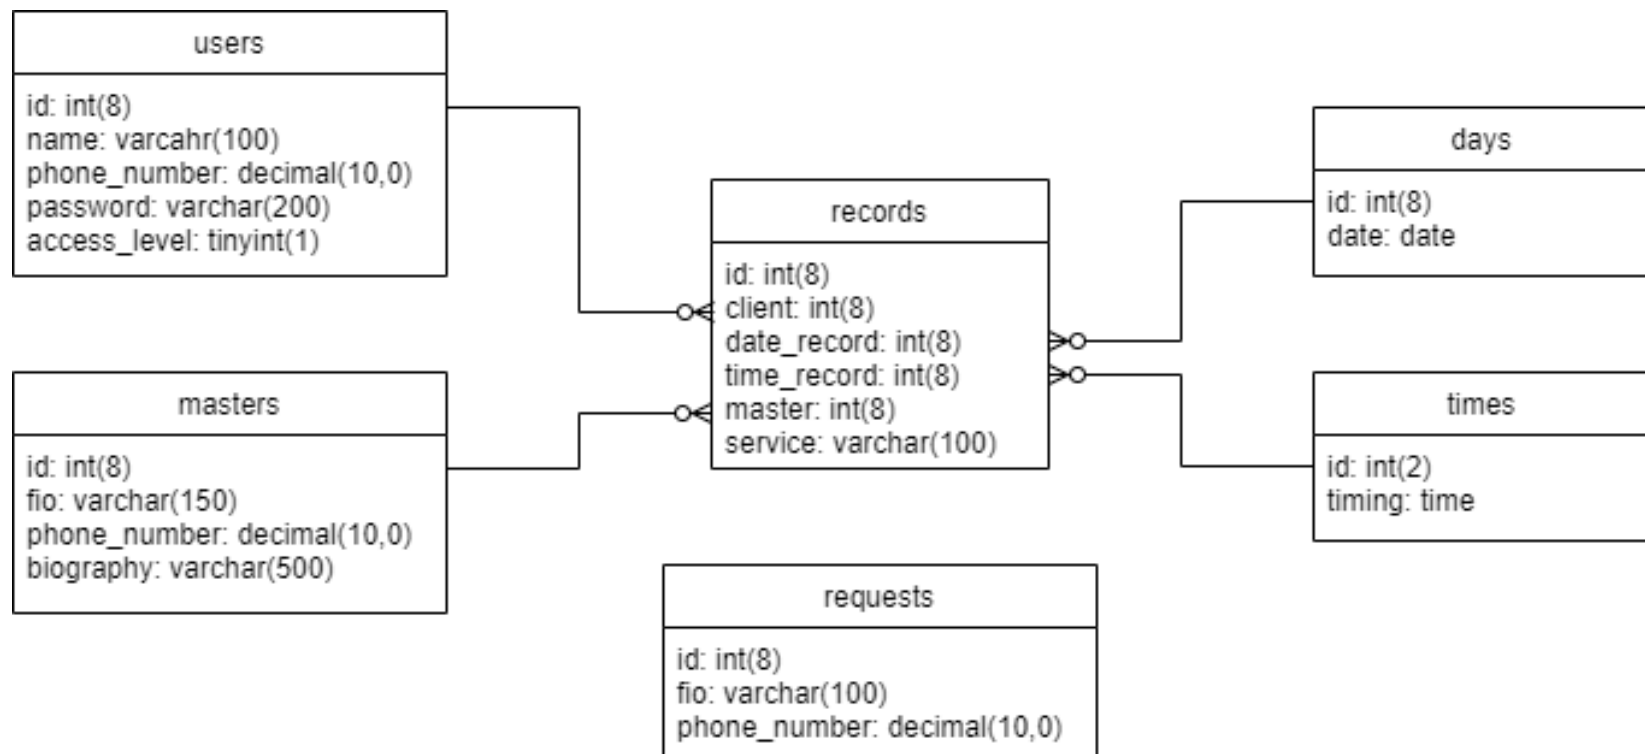 users
id: int(8)
name: varcahr(100)
phone_number: decimal(10,0)
password: varchar(200)
access_level: tinyint(1)
masters
id: int(8)
fio: varchar(150)
phone_number: decimal(10,0)
biography: varchar(500)
records
id: int(8)
client: int(8)
date_record: int(8)
time_record: int(8)
master: int(8)
service: varchar(100)
requests
id: int(8)
fio: varchar(100)
phone_number: decimal(10,0)
days
id: int(8)
date: date
times
id: int(2)
timing: time